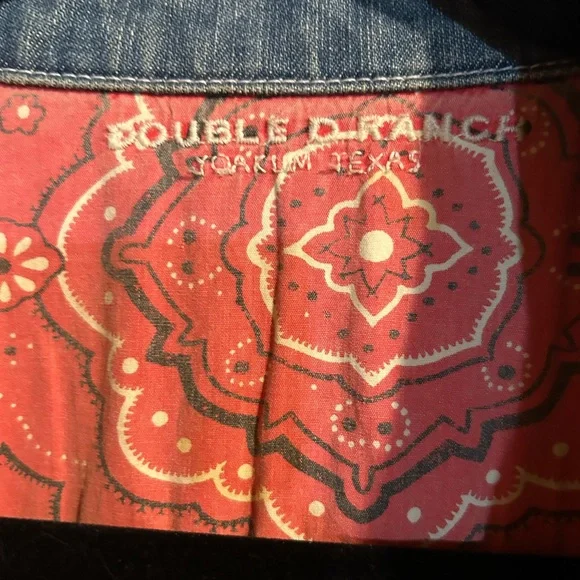 DOUBLE D RANCH
YOAKUM TEXAS